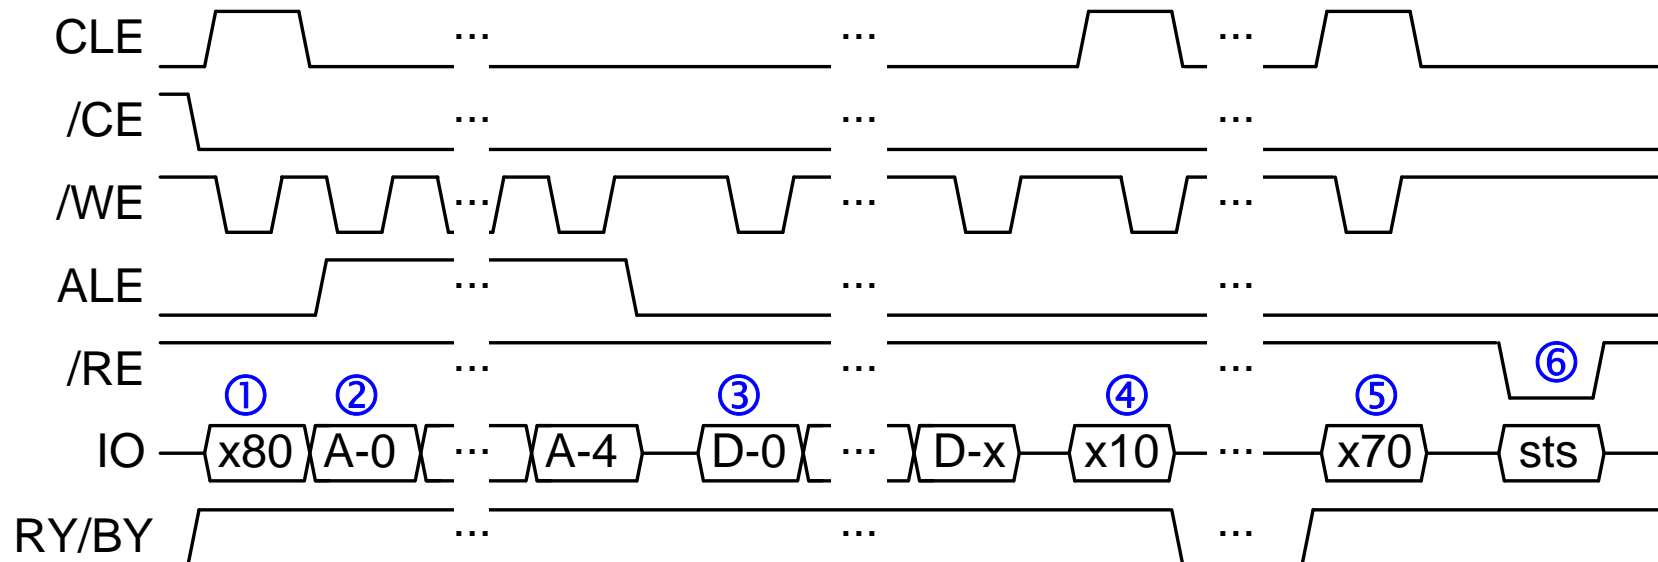 CLE ... ... ...
/CE ... ... ...
/WE ... ... ...
ALE ... ... ...
/RE ... ... ⑥
① ② ③ ④ ⑤
IO x80 A-0 ... A-4 D-0 ... D-x x10 ... x70 sts
RY/BY ... ... ...